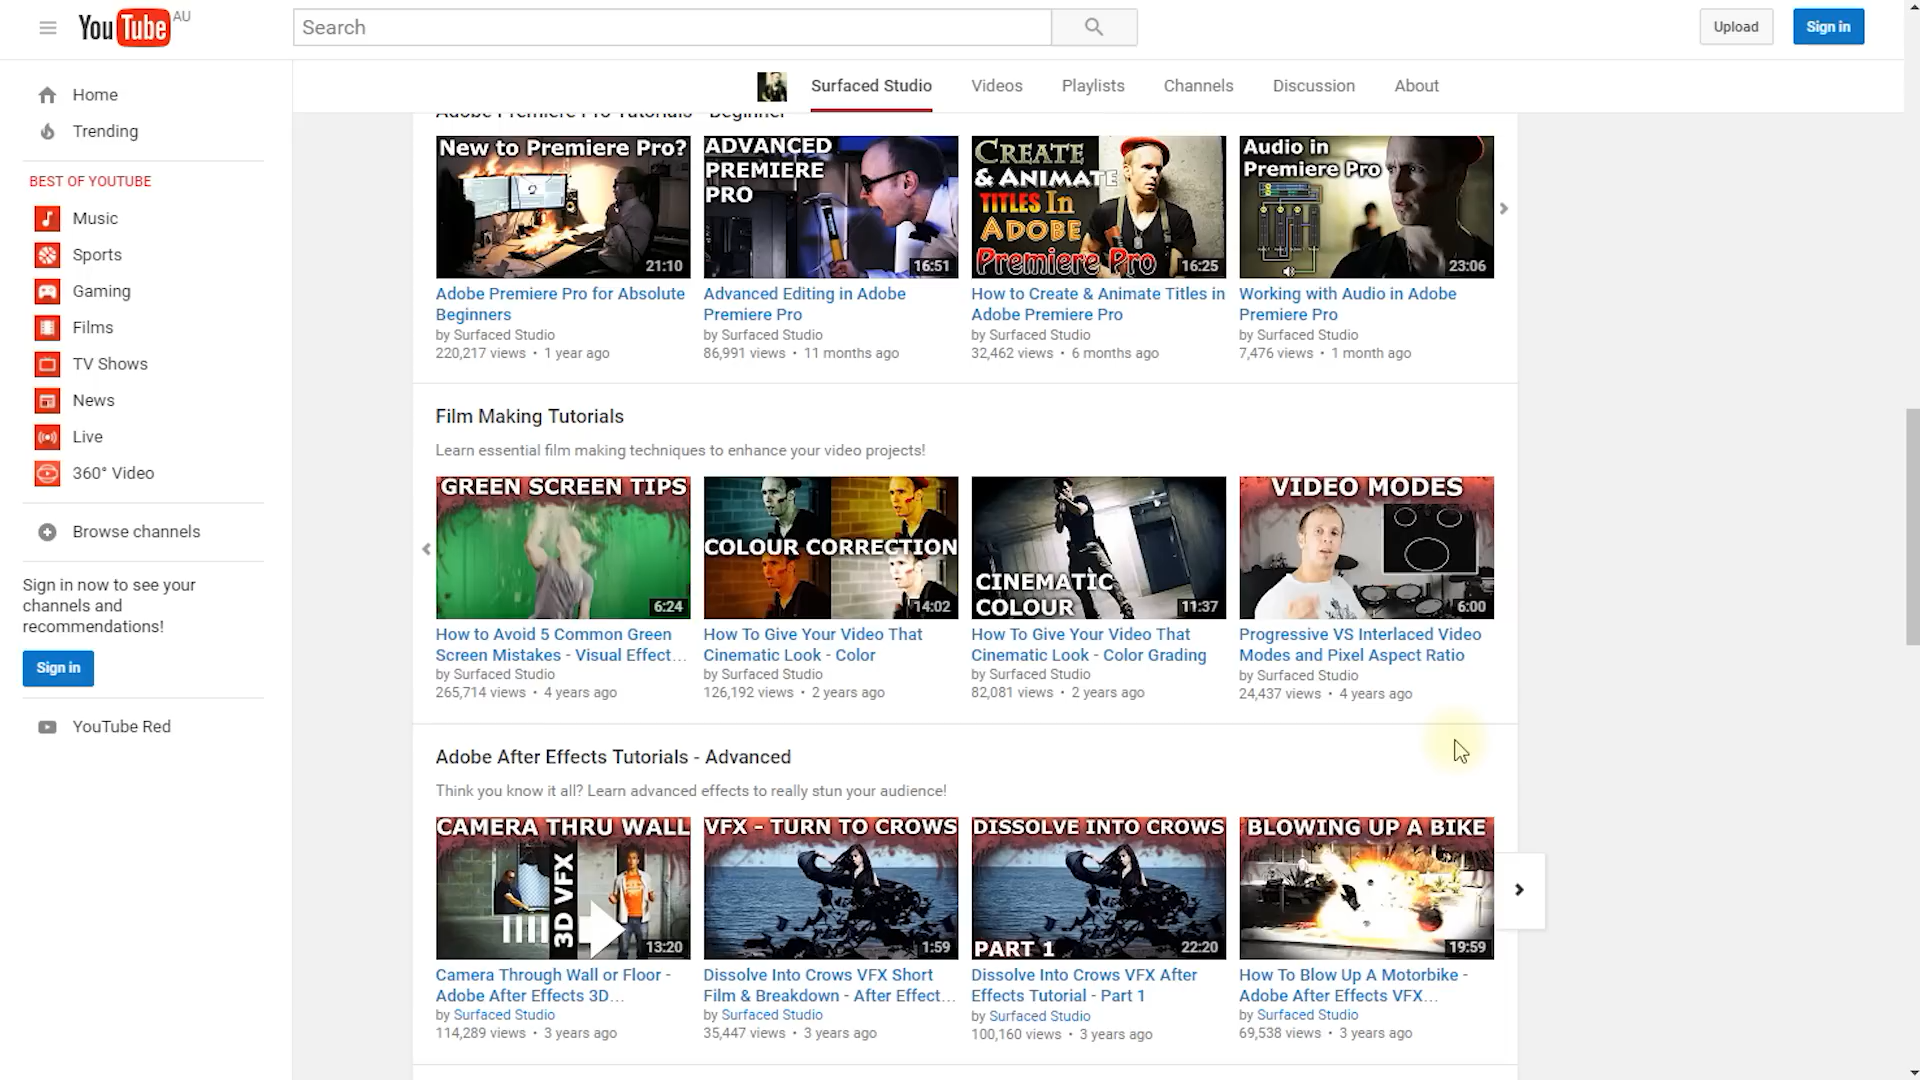 YouTube AU
Search
Upload
Sign in
Surfaced Studio
Videos
Playlists
Channels
Discussion
About
Home
Trending
BEST OF YOUTUBE
Music
Sports
Gaming
Films
TV Shows
News
Live
360° Video
Browse channels
Sign in now to see your
channels and
recommendations!
Sign in
YouTube Red
Adobe Premiere Pro Tutorials - Beginner
New to Premiere Pro?
21:10
ADVANCED
PREMIERE
PRO
16:51
CREATE
& ANIMATE
TITLES In
ADOBE
Premiere Pro
16:25
Audio in
Premiere Pro
23:06
Adobe Premiere Pro for Absolute
Beginners
by Surfaced Studio
220,217 views • 1 year ago
Advanced Editing in Adobe
Premiere Pro
by Surfaced Studio
86,991 views • 11 months ago
How to Create & Animate Titles in
Adobe Premiere Pro
by Surfaced Studio
32,462 views • 6 months ago
Working with Audio in Adobe
Premiere Pro
by Surfaced Studio
7,476 views • 1 month ago
Film Making Tutorials
Learn essential film making techniques to enhance your video projects!
GREEN SCREEN TIPS
6:24
COLOUR CORRECTION
14:02
CINEMATIC
COLOUR
11:37
VIDEO MODES
6:00
How to Avoid 5 Common Green
Screen Mistakes - Visual Effect...
by Surfaced Studio
265,714 views • 4 years ago
How To Give Your Video That
Cinematic Look - Color
by Surfaced Studio
126,192 views • 2 years ago
How To Give Your Video That
Cinematic Look - Color Grading
by Surfaced Studio
82,081 views • 2 years ago
Progressive VS Interlaced Video
Modes and Pixel Aspect Ratio
by Surfaced Studio
24,437 views • 4 years ago
Adobe After Effects Tutorials - Advanced
Think you know it all? Learn advanced effects to really stun your audience!
CAMERA THRU WALL
3D VFX
13:20
VFX - TURN TO CROWS
1:59
DISSOLVE INTO CROWS
PART 1
22:20
BLOWING UP A BIKE
19:59
Camera Through Wall or Floor -
Adobe After Effects 3D...
by Surfaced Studio
114,289 views • 3 years ago
Dissolve Into Crows VFX Short
Film & Breakdown - After Effect...
by Surfaced Studio
35,447 views • 3 years ago
Dissolve Into Crows VFX After
Effects Tutorial - Part 1
by Surfaced Studio
100,160 views • 3 years ago
How To Blow Up A Motorbike -
Adobe After Effects VFX...
by Surfaced Studio
69,538 views • 3 years ago